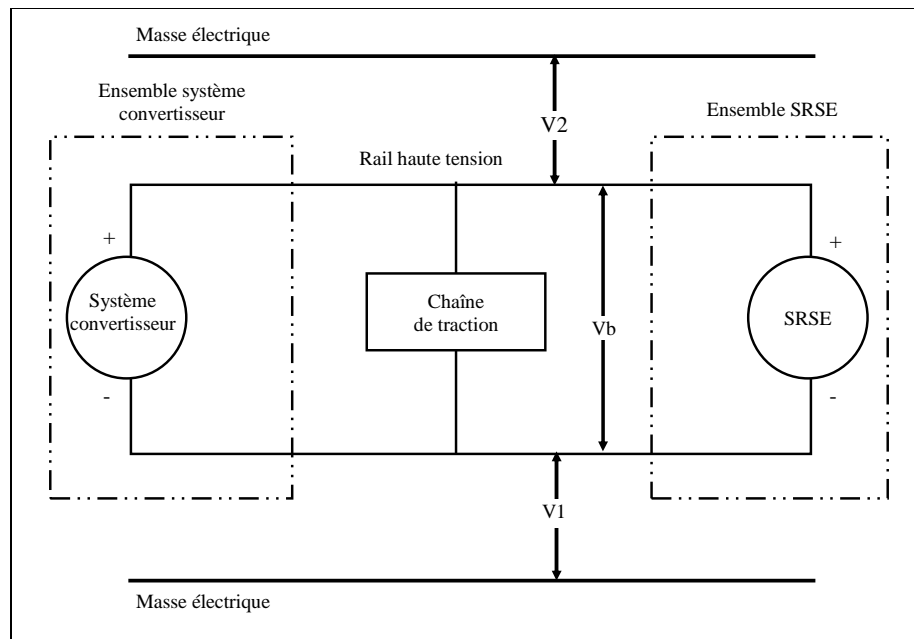 Masse électrique
Ensemble système
convertisseur
V2
Ensemble SRSE
Rail haute tension
+
+
Système
convertisseur
Chaîne
de traction
Vb
SRSE
-
-
V1
Masse électrique